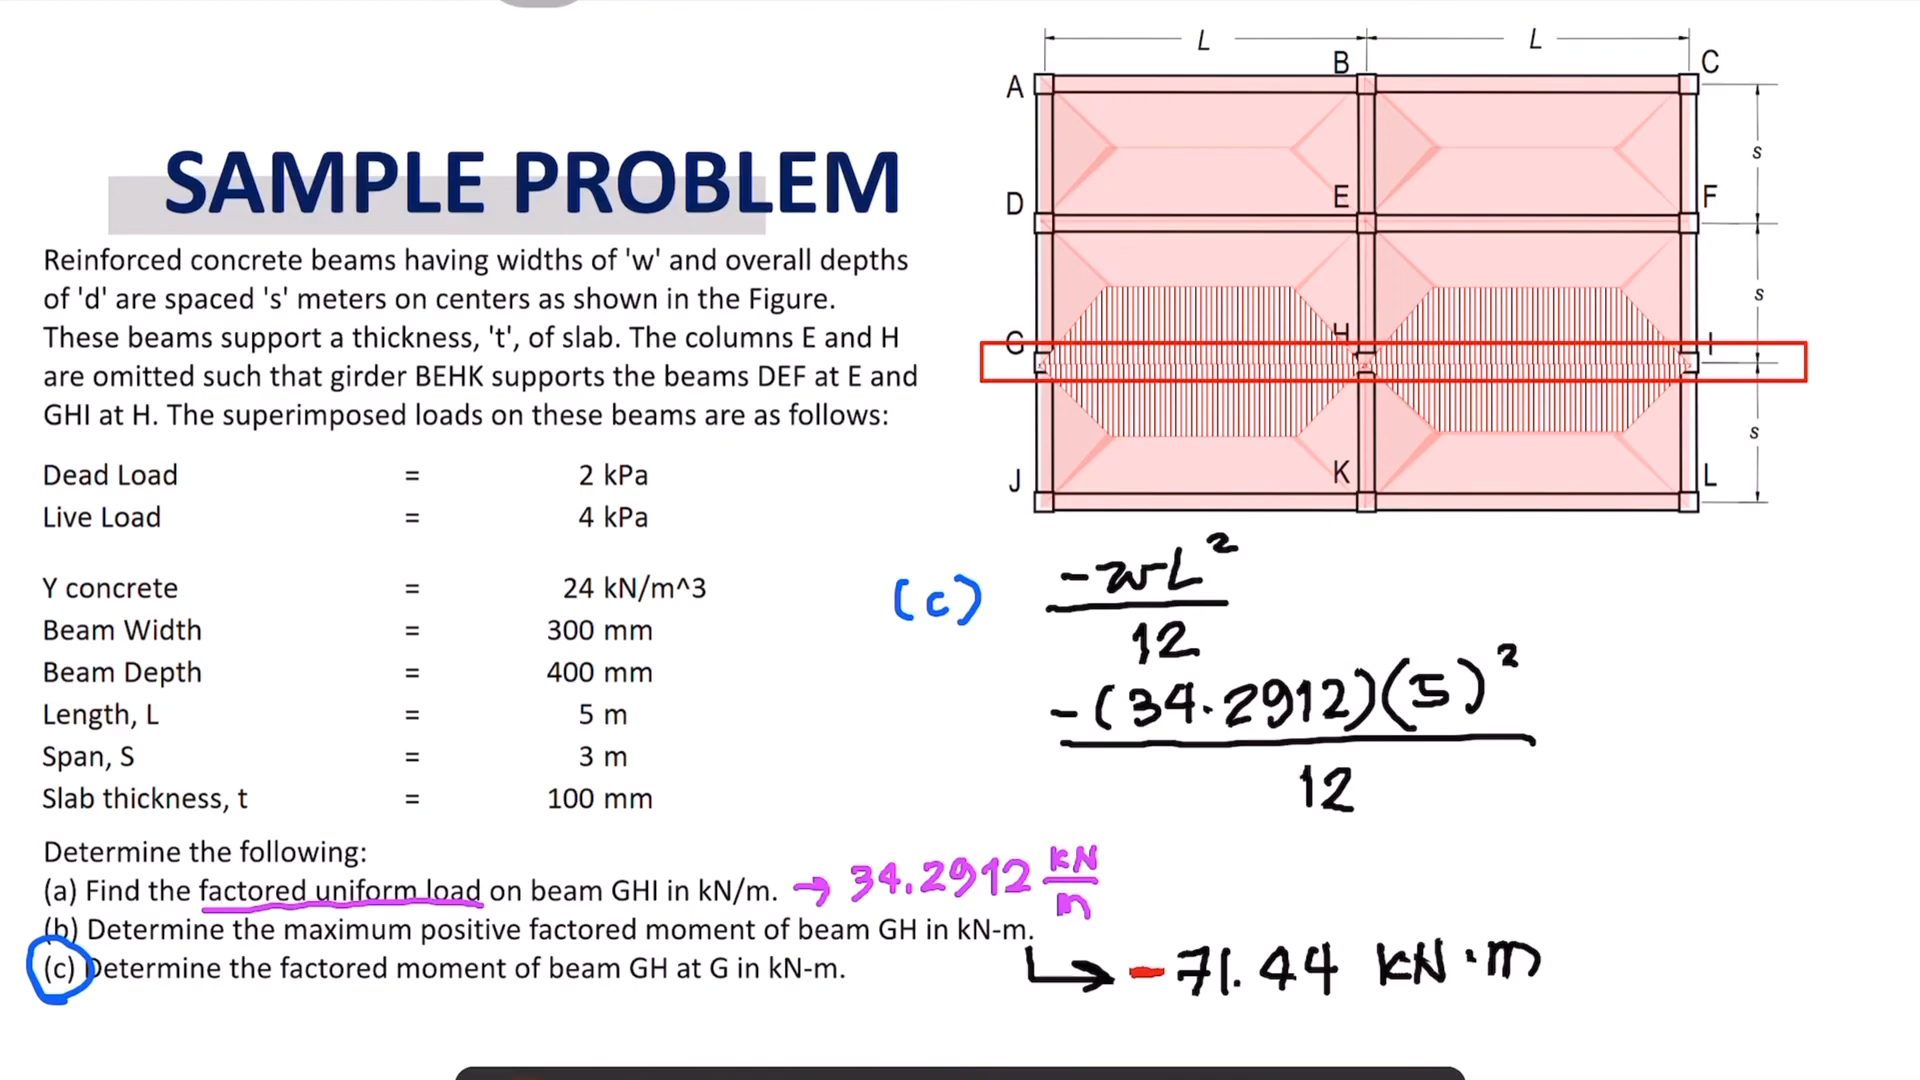 SAMPLE PROBLEM
Reinforced concrete beams having widths of 'w' and overall depths
of 'd' are spaced 's' meters on centers as shown in the Figure.
These beams support a thickness, 't', of slab. The columns E and H
are omitted such that girder BEHK supports the beams DEF at E and
GHI at H. The superimposed loads on these beams are as follows:
Dead Load = 2 kPa
Live Load = 4 kPa
Y concrete = 24 kN/m^3
Beam Width = 300 mm
Beam Depth = 400 mm
Length, L = 5 m
Span, S = 3 m
Slab thickness, t = 100 mm
Determine the following:
(a) Find the factored uniform load on beam GHI in kN/m. → 34.2912 kN/m
(b) Determine the maximum positive factored moment of beam GH in kN-m.
(c) Determine the factored moment of beam GH at G in kN-m.
L L
A B C
s
D E F
s
G H I
s
J K L
(c) -wL²
12
-(34.2912)(5)²
12
-71.44 kN·m